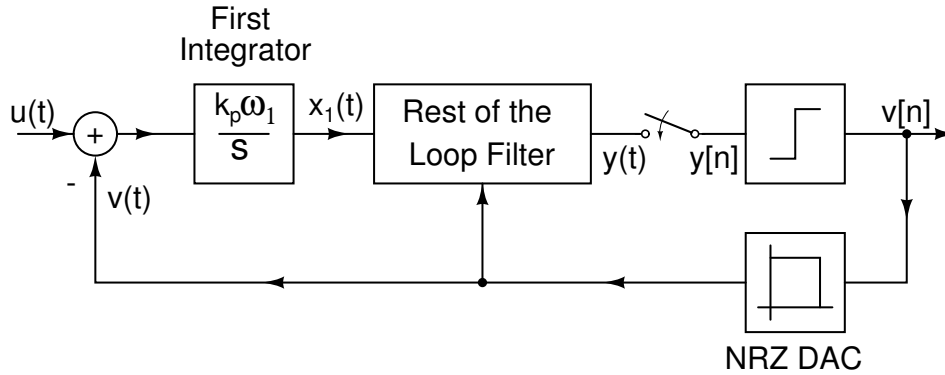 First
Integrator
u(t)
+
-
v(t)
kₚω₁
s
x₁(t)
Rest of the
Loop Filter
y(t)
y[n]
v[n]
NRZ DAC